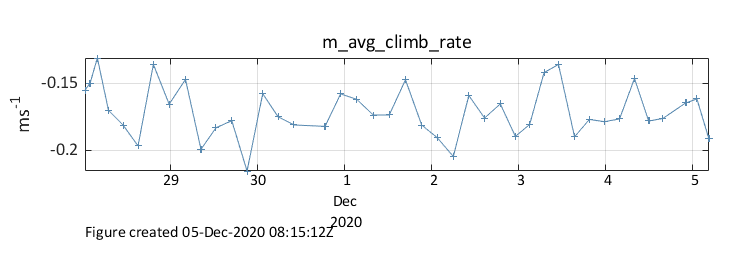 m_avg_climb_rate
ms-1
-0.15
-0.2
29 30 1 2 3 4 5
Dec
2020
Figure created 05-Dec-2020 08:15:12Z